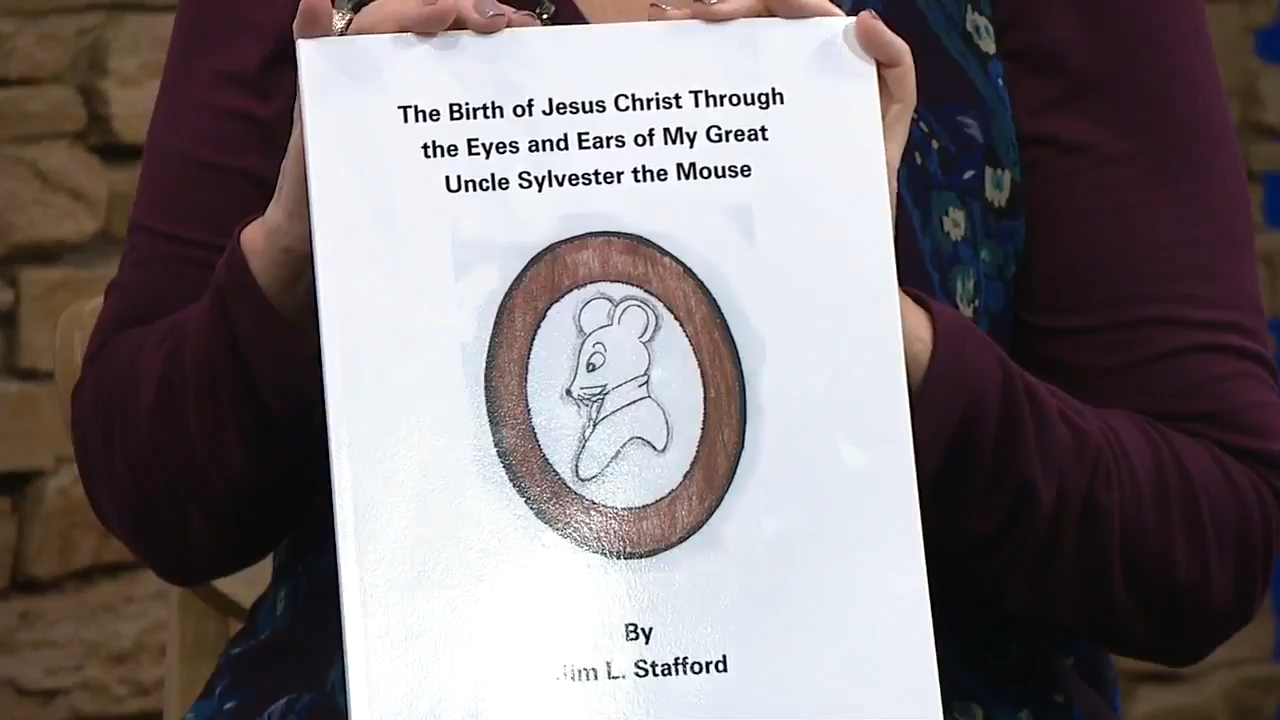 The Birth of Jesus Christ Through
the Eyes and Ears of My Great
Uncle Sylvester the Mouse
By
Jim L. Stafford